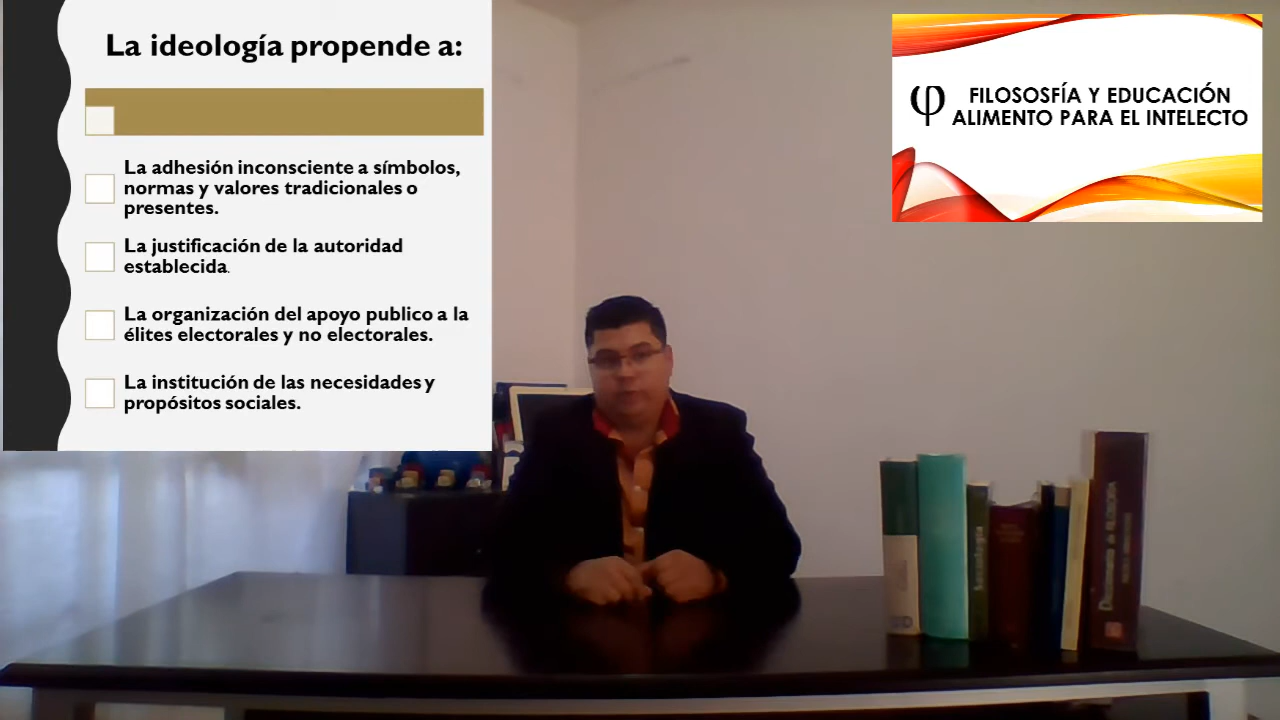 La ideología propende a:
La adhesión inconsciente a símbolos,
normas y valores tradicionales o
presentes.
La justificación de la autoridad
establecida.
La organización del apoyo publico a la
élites electorales y no electorales.
La institución de las necesidades y
propósitos sociales.
φ
FILOSOSFÍA Y EDUCACIÓN
ALIMENTO PARA EL INTELECTO